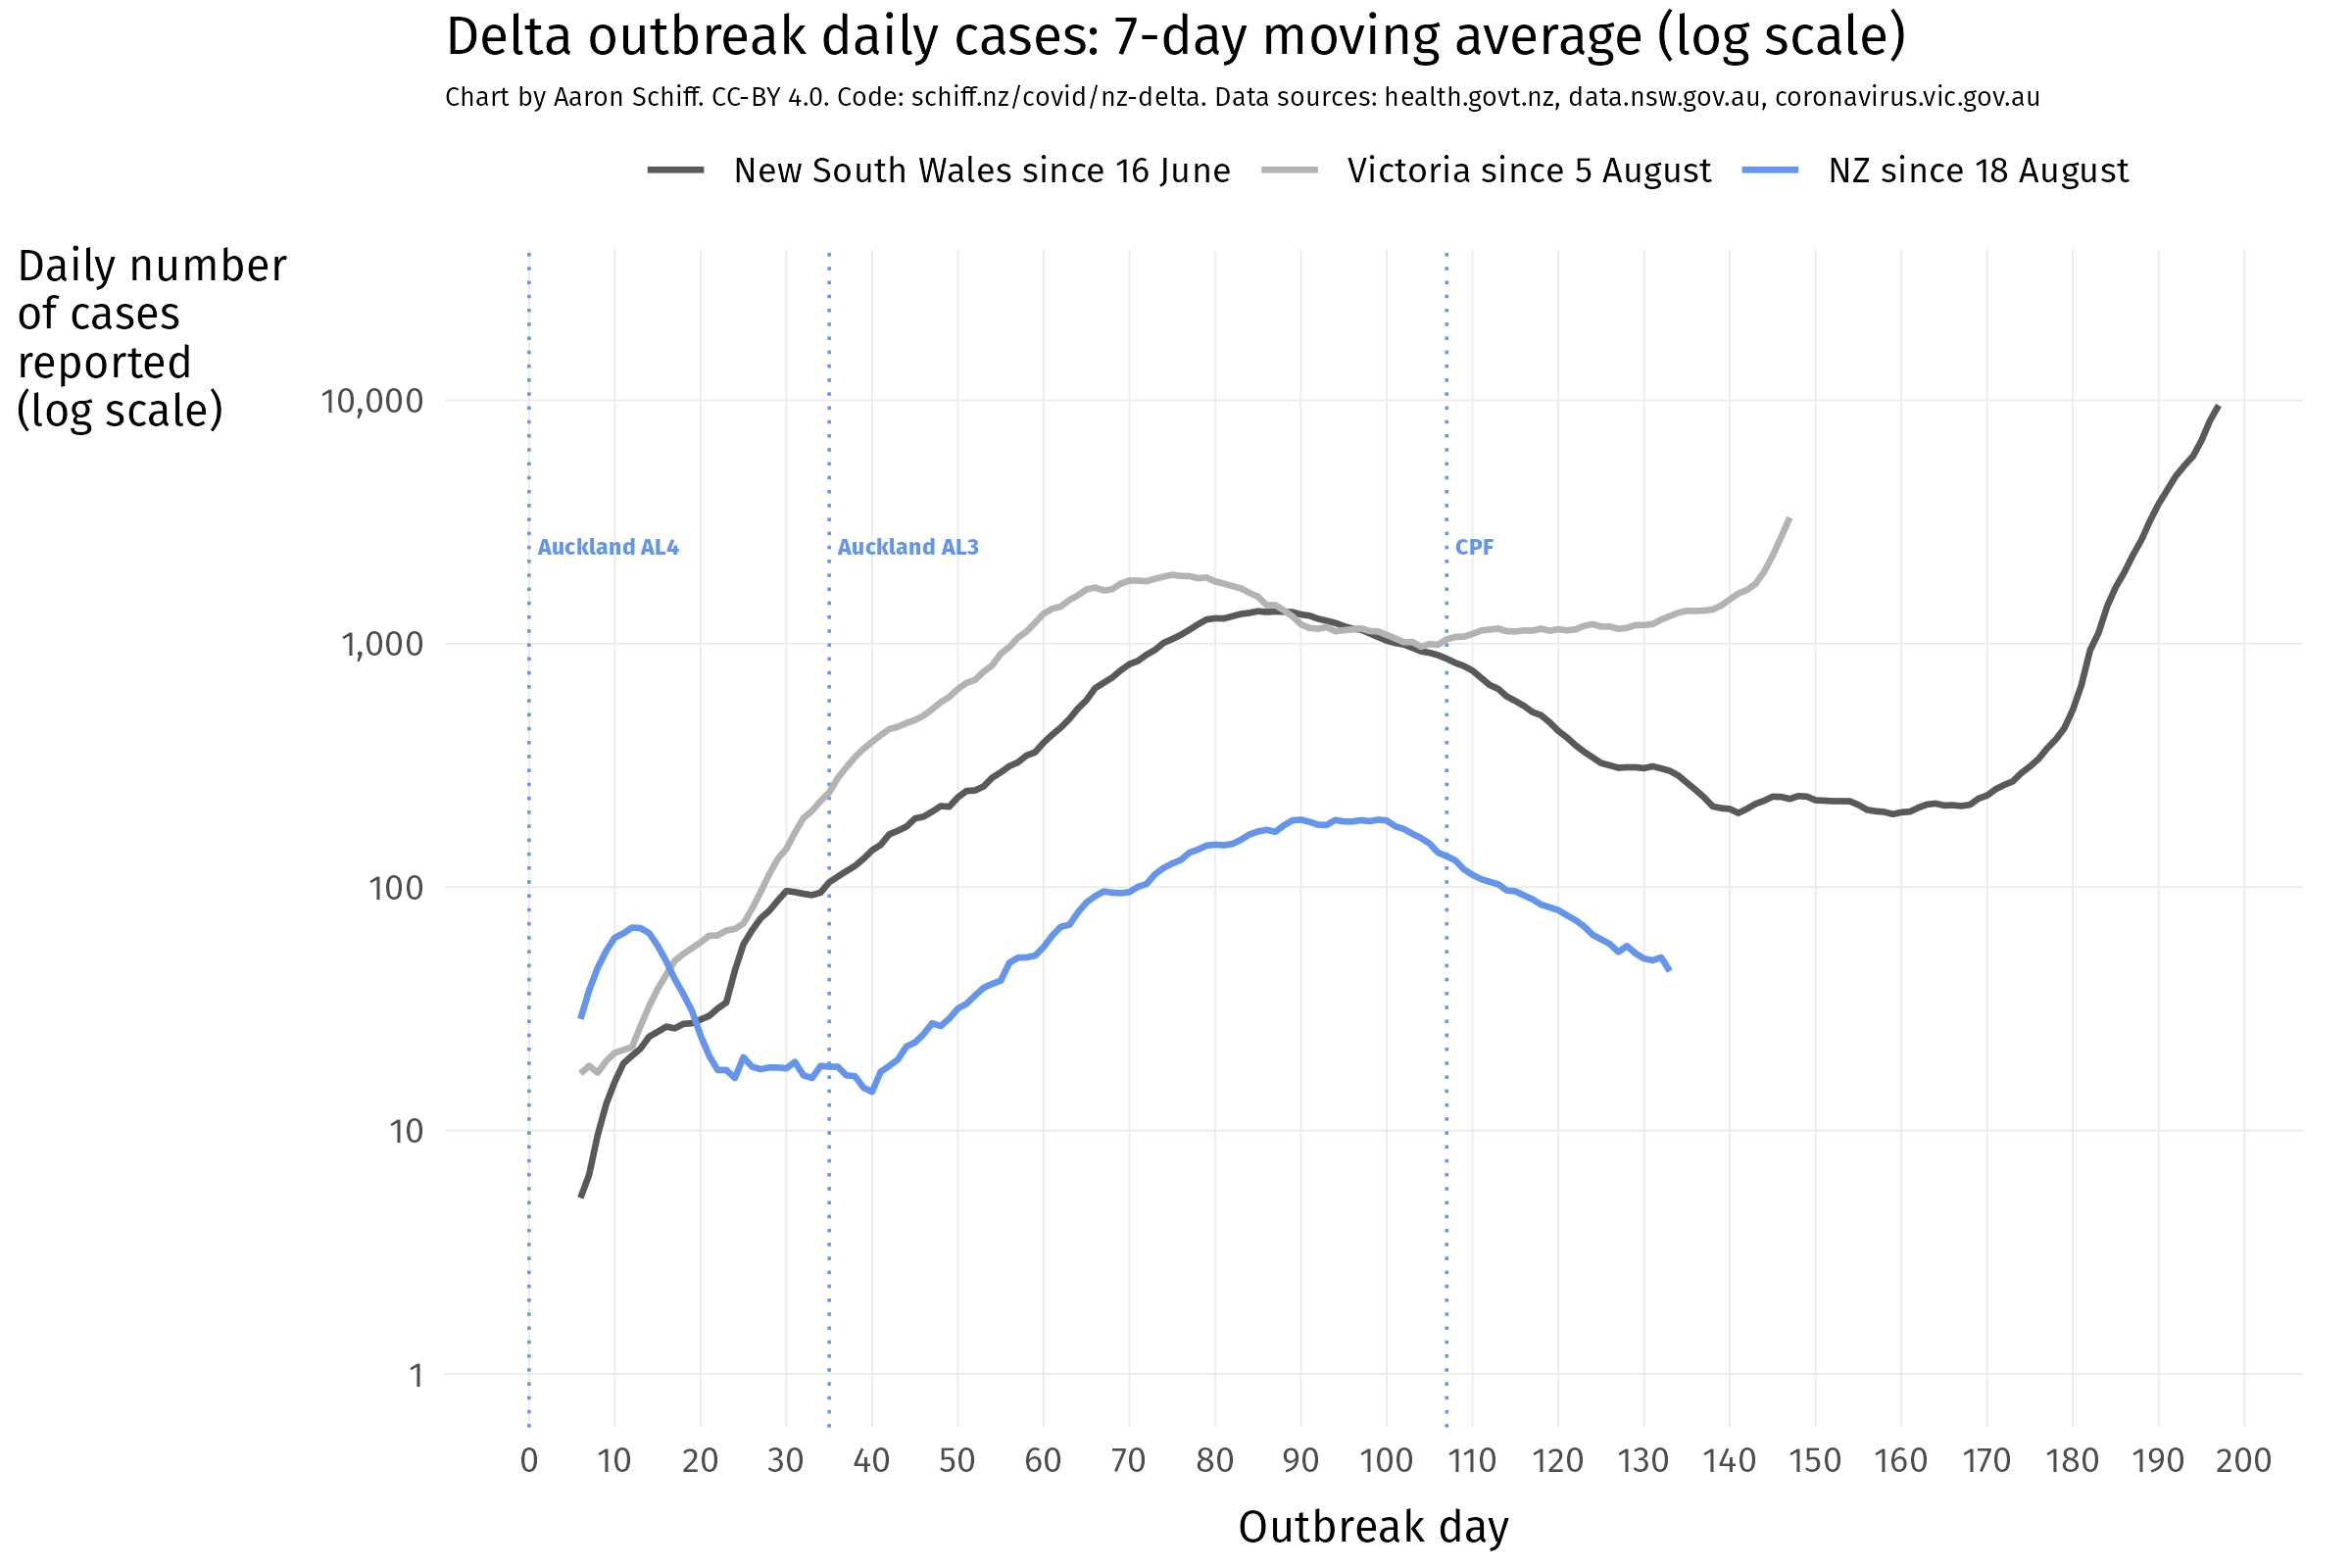 Delta outbreak daily cases: 7-day moving average (log scale)
Chart by Aaron Schiff. CC-BY 4.0. Code: schiff.nz/covid/nz-delta. Data sources: health.govt.nz, data.nsw.gov.au, coronavirus.vic.gov.au
New South Wales since 16 June Victoria since 5 August NZ since 18 August
Daily number
of cases
reported
(log scale)
10,000
1,000
100
10
1
Auckland AL4 Auckland AL3 CPF
0 10 20 30 40 50 60 70 80 90 100 110 120 130 140 150 160 170 180 190 200
Outbreak day